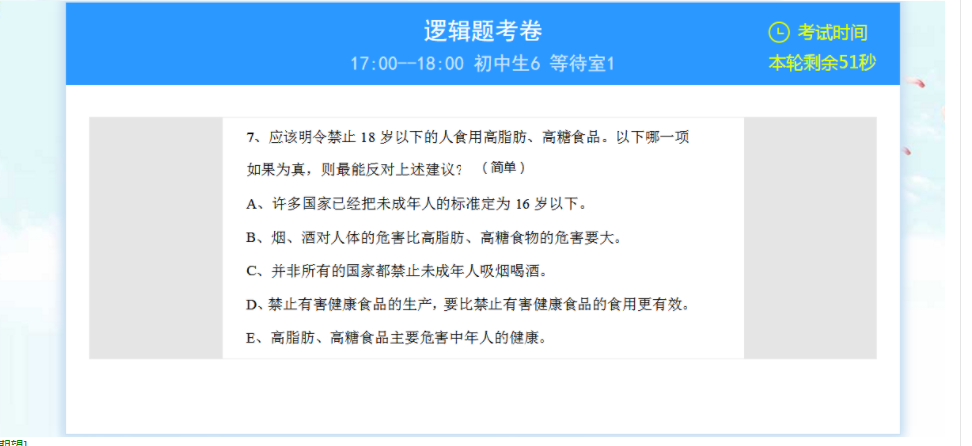 逻辑题考卷
考试时间
17:00--18:00 初中生6 等待室1
本轮剩余51秒
7、应该明令禁止 18 岁以下的人食用高脂肪、高糖食品。以下哪一项
如果为真，则最能反对上述建议？（简单）
A、许多国家已经把未成年人的标准定为 16 岁以下。
B、烟、酒对人体的危害比高脂肪、高糖食物的危害要大。
C、并非所有的国家都禁止未成年人吸烟喝酒。
D、禁止有害健康食品的生产，要比禁止有害健康食品的食用更有效。
E、高脂肪、高糖食品主要危害中年人的健康。